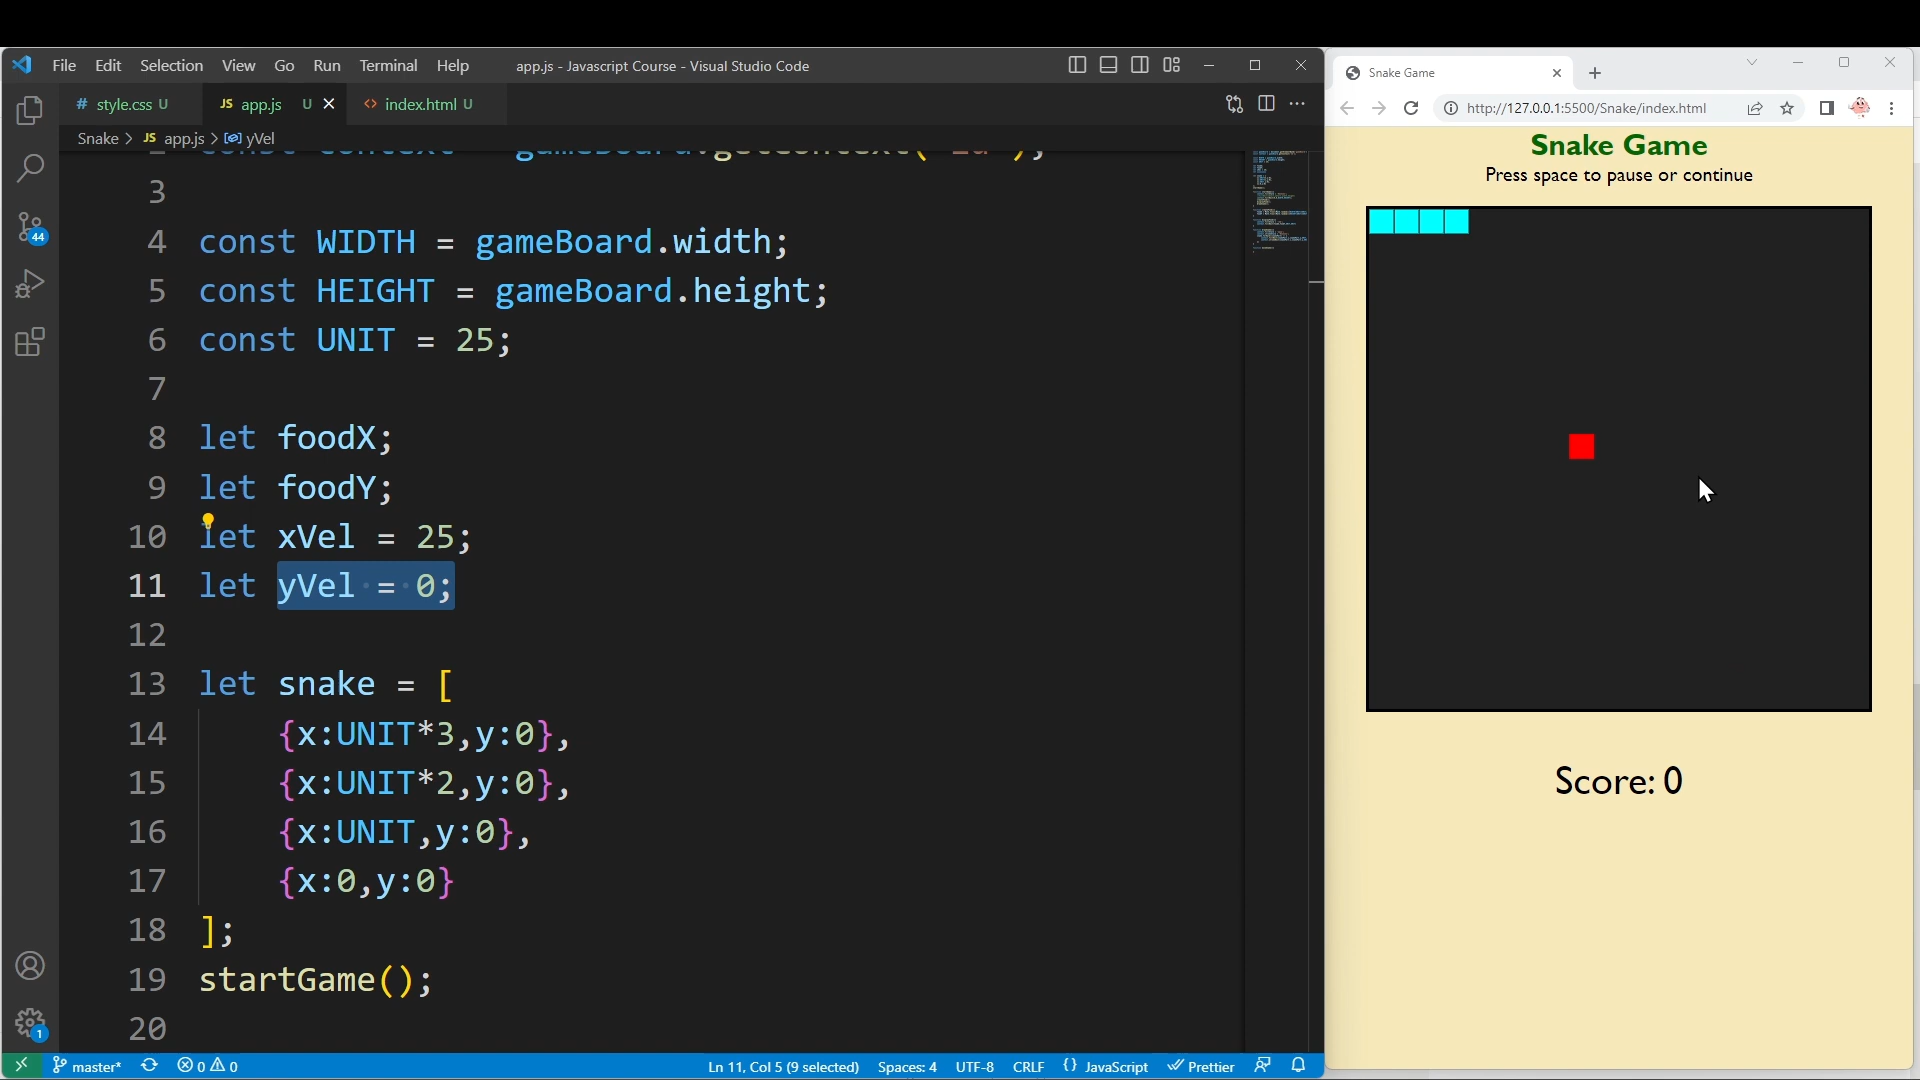 File Edit Selection View Go Run Terminal Help app.js - Javascript Course - Visual Studio Code
# style.css U JS app.js U <> index.html U
Snake > JS app.js > yVel
3
4 const WIDTH = gameBoard.width;
5 const HEIGHT = gameBoard.height;
6 const UNIT = 25;
7
8 let foodX;
9 let foodY;
10 let xVel = 25;
11 let yVel = 0;
12
13 let snake = [
14 {x:UNIT*3,y:0},
15 {x:UNIT*2,y:0},
16 {x:UNIT,y:0},
17 {x:0,y:0}
18 ];
19 startGame();
20
44
1
master* 0 0 Ln 11, Col 5 (9 selected) Spaces: 4 UTF-8 CRLF {} JavaScript Prettier
Snake Game
http://127.0.0.1:5500/Snake/index.html
Snake Game
Press space to pause or continue
Score: 0